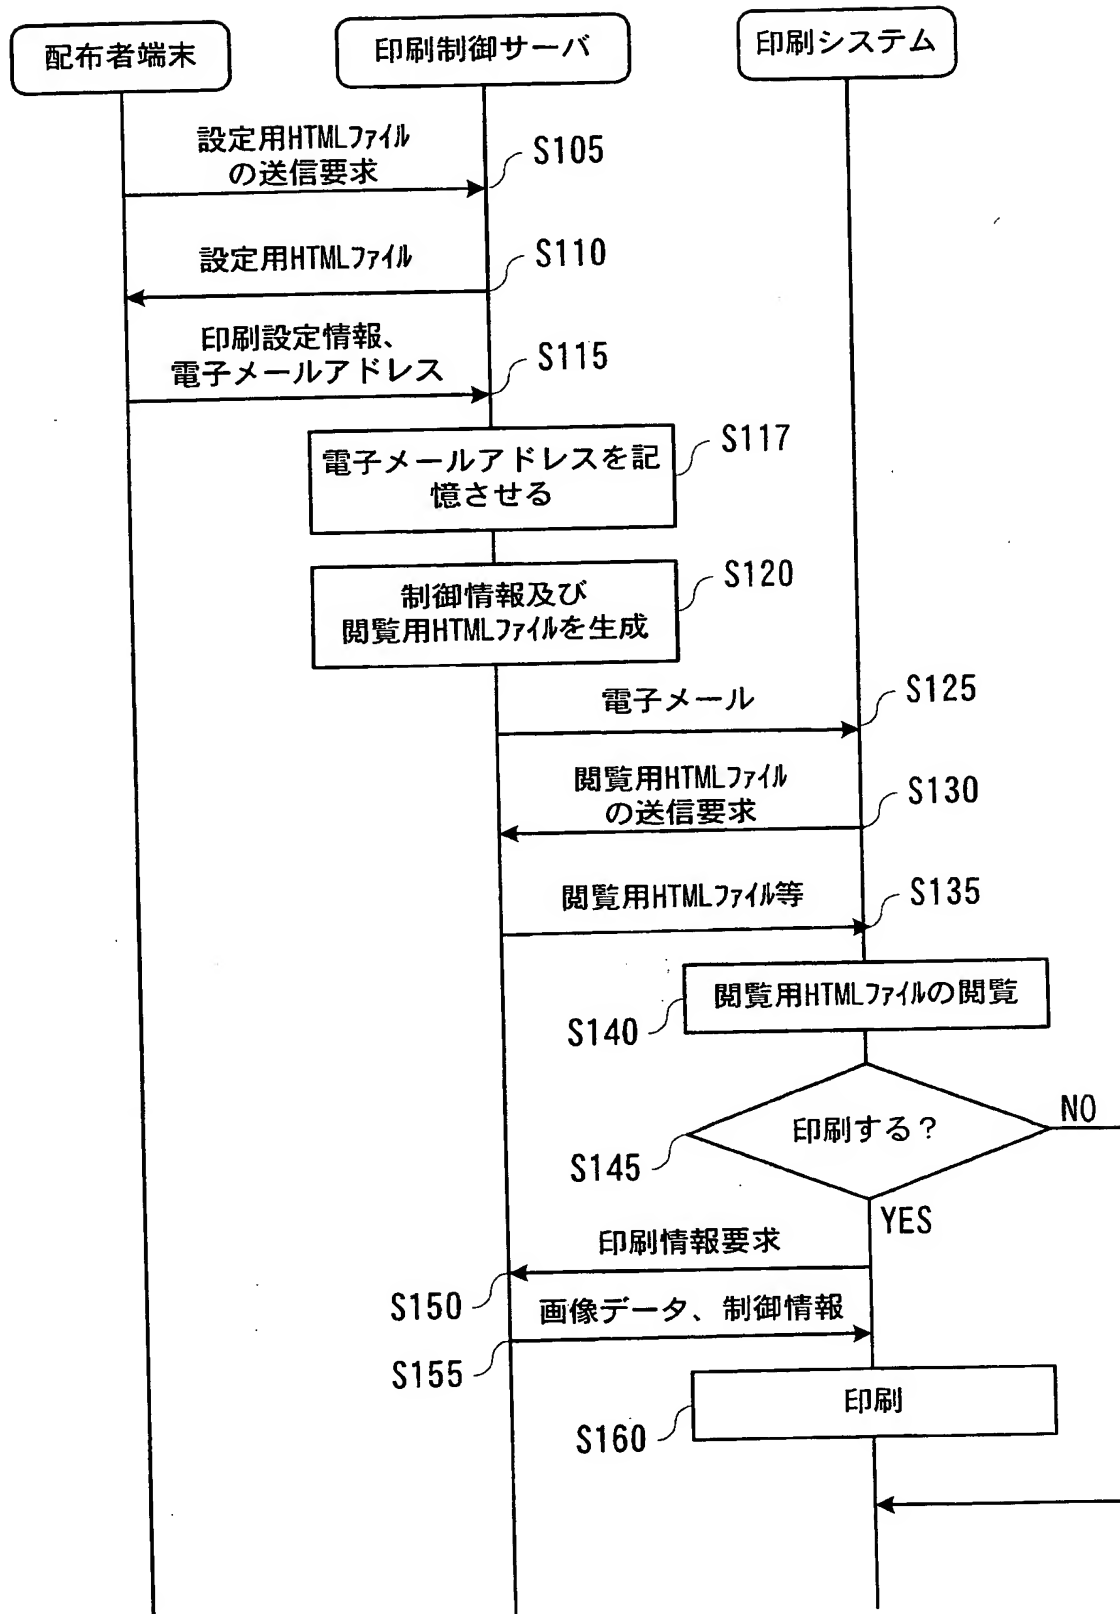 配布者端末
印刷制御サーバ
印刷システム
設定用HTMLファイル
の送信要求
S105
設定用HTMLファイル
S110
印刷設定情報、
電子メールアドレス
S115
電子メールアドレスを記
憶させる
S117
制御情報及び
閲覧用HTMLファイルを生成
S120
電子メール
S125
閲覧用HTMLファイル
の送信要求
S130
閲覧用HTMLファイル等
S135
閲覧用HTMLファイルの閲覧
S140
印刷する?
NO
S145
YES
印刷情報要求
S150
画像データ、制御情報
S155
印刷
S160